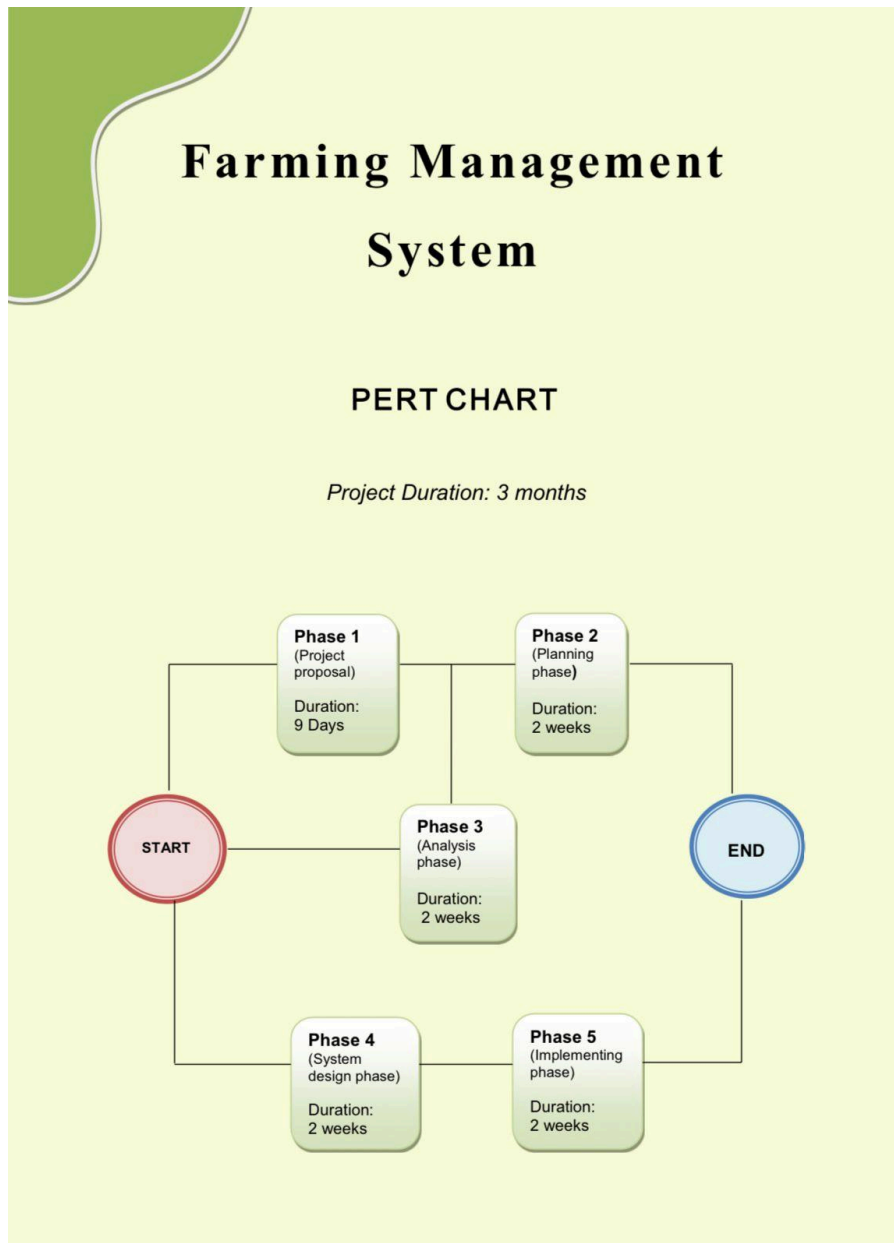 Farming Management
System
PERT CHART
Project Duration: 3 months
Phase 1
(Project
proposal)
Duration:
9 Days
Phase 2
(Planning
phase)
Duration:
2 weeks
START
Phase 3
(Analysis
phase)
Duration:
2 weeks
END
Phase 4
(System
design phase)
Duration:
2 weeks
Phase 5
(Implementing
phase)
Duration:
2 weeks